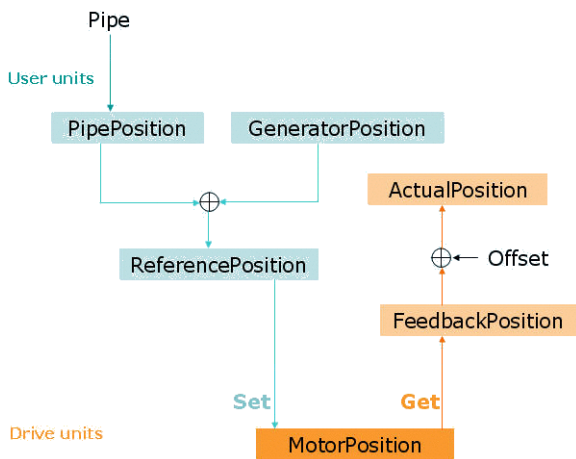 Pipe
User units
PipePosition
GeneratorPosition
ActualPosition
Offset
ReferencePosition
FeedbackPosition
Set
Get
Drive units
MotorPosition